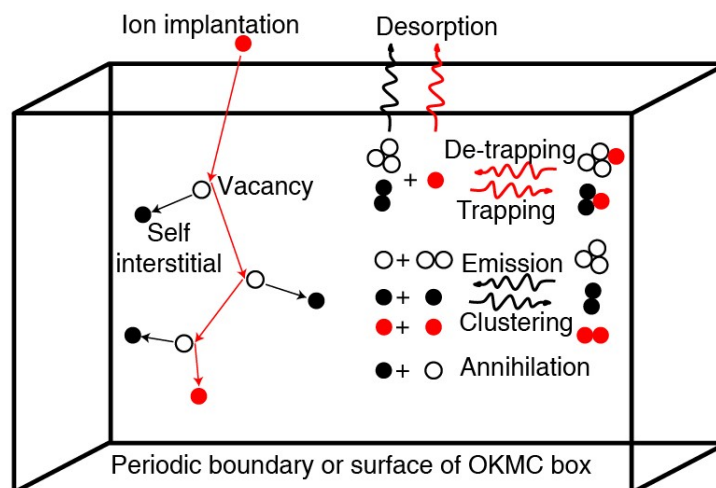 Ion implantation
Desorption
Vacancy
Self
interstitial
De-trapping
+
Trapping
+
Emission
+
+
Clustering
+
Annihilation
Periodic boundary or surface of OKMC box